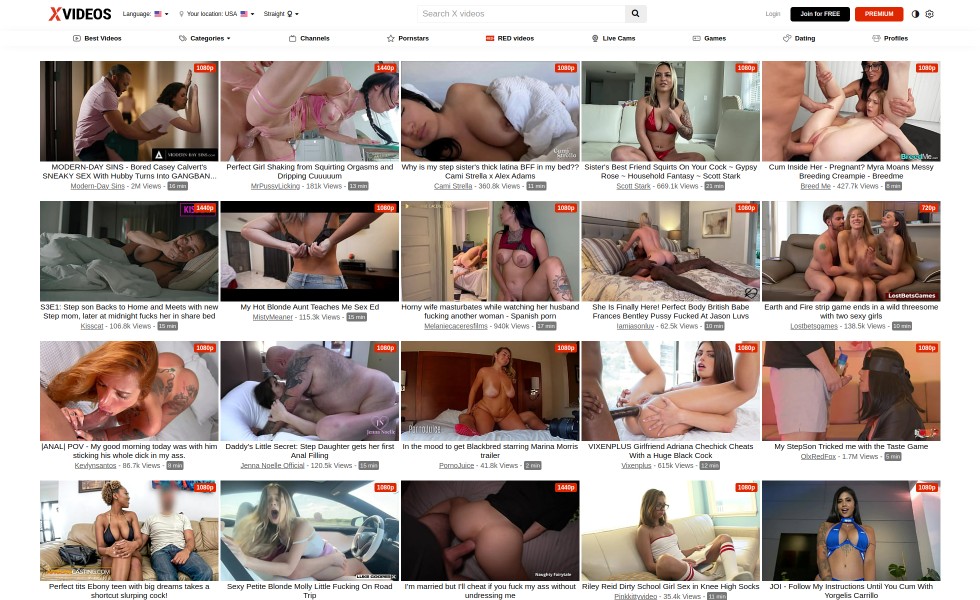 XVIDEOS
Language:
Your location: USA
Straight
Search X videos
Login
Join for FREE
PREMIUM
Best Videos
Categories
Channels
Pornstars
RED videos
Live Cams
Games
Dating
Profiles
1080p
1440p
1080p
1080p
1080p
MODERN-DAY SINS
MODERN-DAY SINS - Bored Casey Calvert's
SNEAKY SEX With Hubby Turns Into GANGBAN...
Modern-Day Sins - 2M Views - 16 min
Perfect Girl Shaking from Squirting Orgasms and
Dripping Cuuuuum
MrPussyLicking - 181k Views - 13 min
Why is my step sister's thick latina BFF in my bed??
Cami Strella x Alex Adams
Cami Strella - 360.8k Views - 11 min
Sister's Best Friend Squirts On Your Cock ~ Gypsy
Rose ~ Household Fantasy ~ Scott Stark
Scott Stark - 669.1k Views - 21 min
Cum Inside Her - Pregnant? Myra Moans Messy
Breeding Creampie - Breedme
Breed Me - 427.7k Views - 8 min
1440p
1080p
1080p
1080p
720p
LostBetsGames
S3E1: Step son Backs to Home and Meets with new
Step mom, later at midnight fucks her in share bed
Kisscat - 106.8k Views - 15 min
My Hot Blonde Aunt Teaches Me Sex Ed
MistyMeaner - 115.3k Views - 15 min
Horny wife masturbates while watching her husband
fucking another woman - Spanish porn
Melaniecaceresfilms - 940k Views - 17 min
She Is Finally Here! Perfect Body British Babe
Frances Bentley Pussy Fucked At Jason Luvs
Iamjasonluv - 62.5k Views - 10 min
Earth and Fire strip game ends in a wild threesome
with two sexy girls
Lostbetsgames - 138.5k Views - 10 min
1080p
1080p
1080p
1080p
1080p
Jenna Noelle
PornoJuice
|ANAL| POV - My good morning today was with him
sticking his whole dick in my ass.
Keylynsantos - 86.7k Views - 8 min
Daddy's Little Secret: Step Daughter gets her first
Anal Filling
Jenna Noelle Official - 120.5k Views - 15 min
In the mood to get Blackbred starring Marina Morris
trailer
PornoJuice - 41.8k Views - 2 min
VIXENPLUS Girlfriend Adriana Chechick Cheats
With a Huge Black Cock
Vixenplus - 615k Views - 12 min
My StepSon Tricked me with the Taste Game
OlxRedFox - 1.7M Views - 5 min
1080p
1080p
1440p
1080p
1080p
Naughty Fairytale
Perfect tits Ebony teen with big dreams takes a
shortcut slurping cock!
Sexy Petite Blonde Molly Little Fucking On Road
Trip
I'm married but I'll cheat if you fuck my ass without
undressing me
Riley Reid Dirty School Girl Sex in Knee High Socks
Pinkkittyvideo - 35.4k Views - 11 min
JOI - Follow My Instructions Until You Cum With
Yorgelis Carrillo